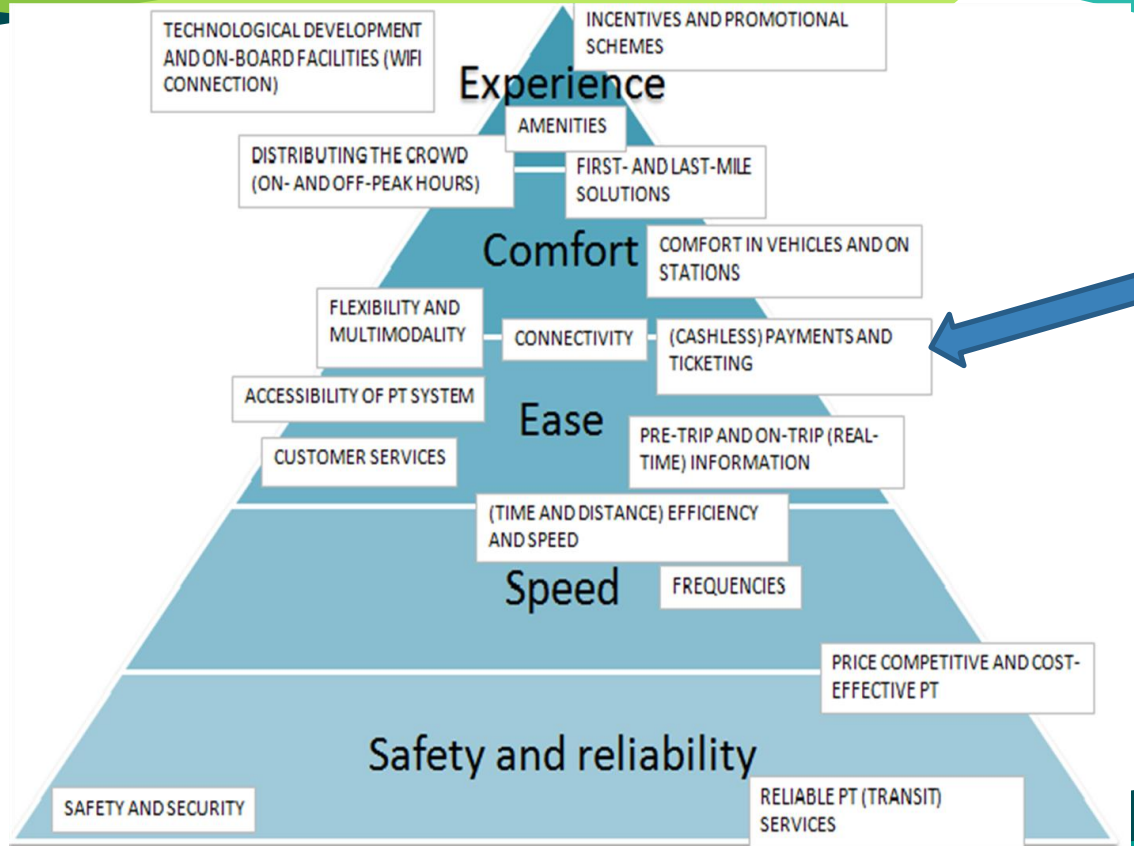 TECHNOLOGICAL DEVELOPMENT
AND ON-BOARD FACILITIES (WIFI
CONNECTION)
INCENTIVES AND PROMOTIONAL
SCHEMES
Experience
AMENITIES
DISTRIBUTING THE CROWD
(ON- AND OFF-PEAK HOURS)
FIRST- AND LAST-MILE
SOLUTIONS
Comfort
COMFORT IN VEHICLES AND ON
STATIONS
FLEXIBILITY AND
MULTIMODALITY
CONNECTIVITY
(CASHLESS) PAYMENTS AND
TICKETING
ACCESSIBILITY OF PT SYSTEM
Ease
CUSTOMER SERVICES
PRE-TRIP AND ON-TRIP (REAL-
TIME) INFORMATION
(TIME AND DISTANCE) EFFICIENCY
AND SPEED
Speed
FREQUENCIES
PRICE COMPETITIVE AND COST-
EFFECTIVE PT
Safety and reliability
SAFETY AND SECURITY
RELIABLE PT (TRANSIT)
SERVICES